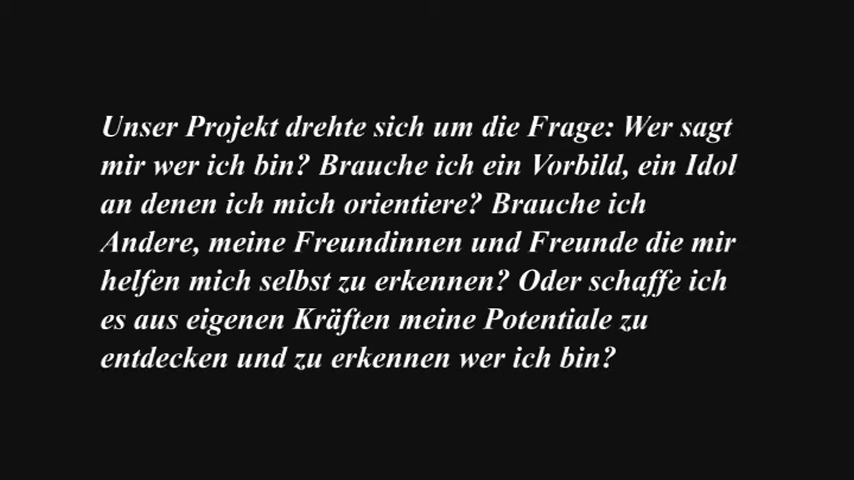 Unser Projekt drehte sich um die Frage: Wer sagt
mir wer ich bin? Brauche ich ein Vorbild, ein Idol
an denen ich mich orientiere? Brauche ich
Andere, meine Freundinnen und Freunde die mir
helfen mich selbst zu erkennen? Oder schaffe ich
es aus eigenen Kräften meine Potentiale zu
entdecken und zu erkennen wer ich bin?